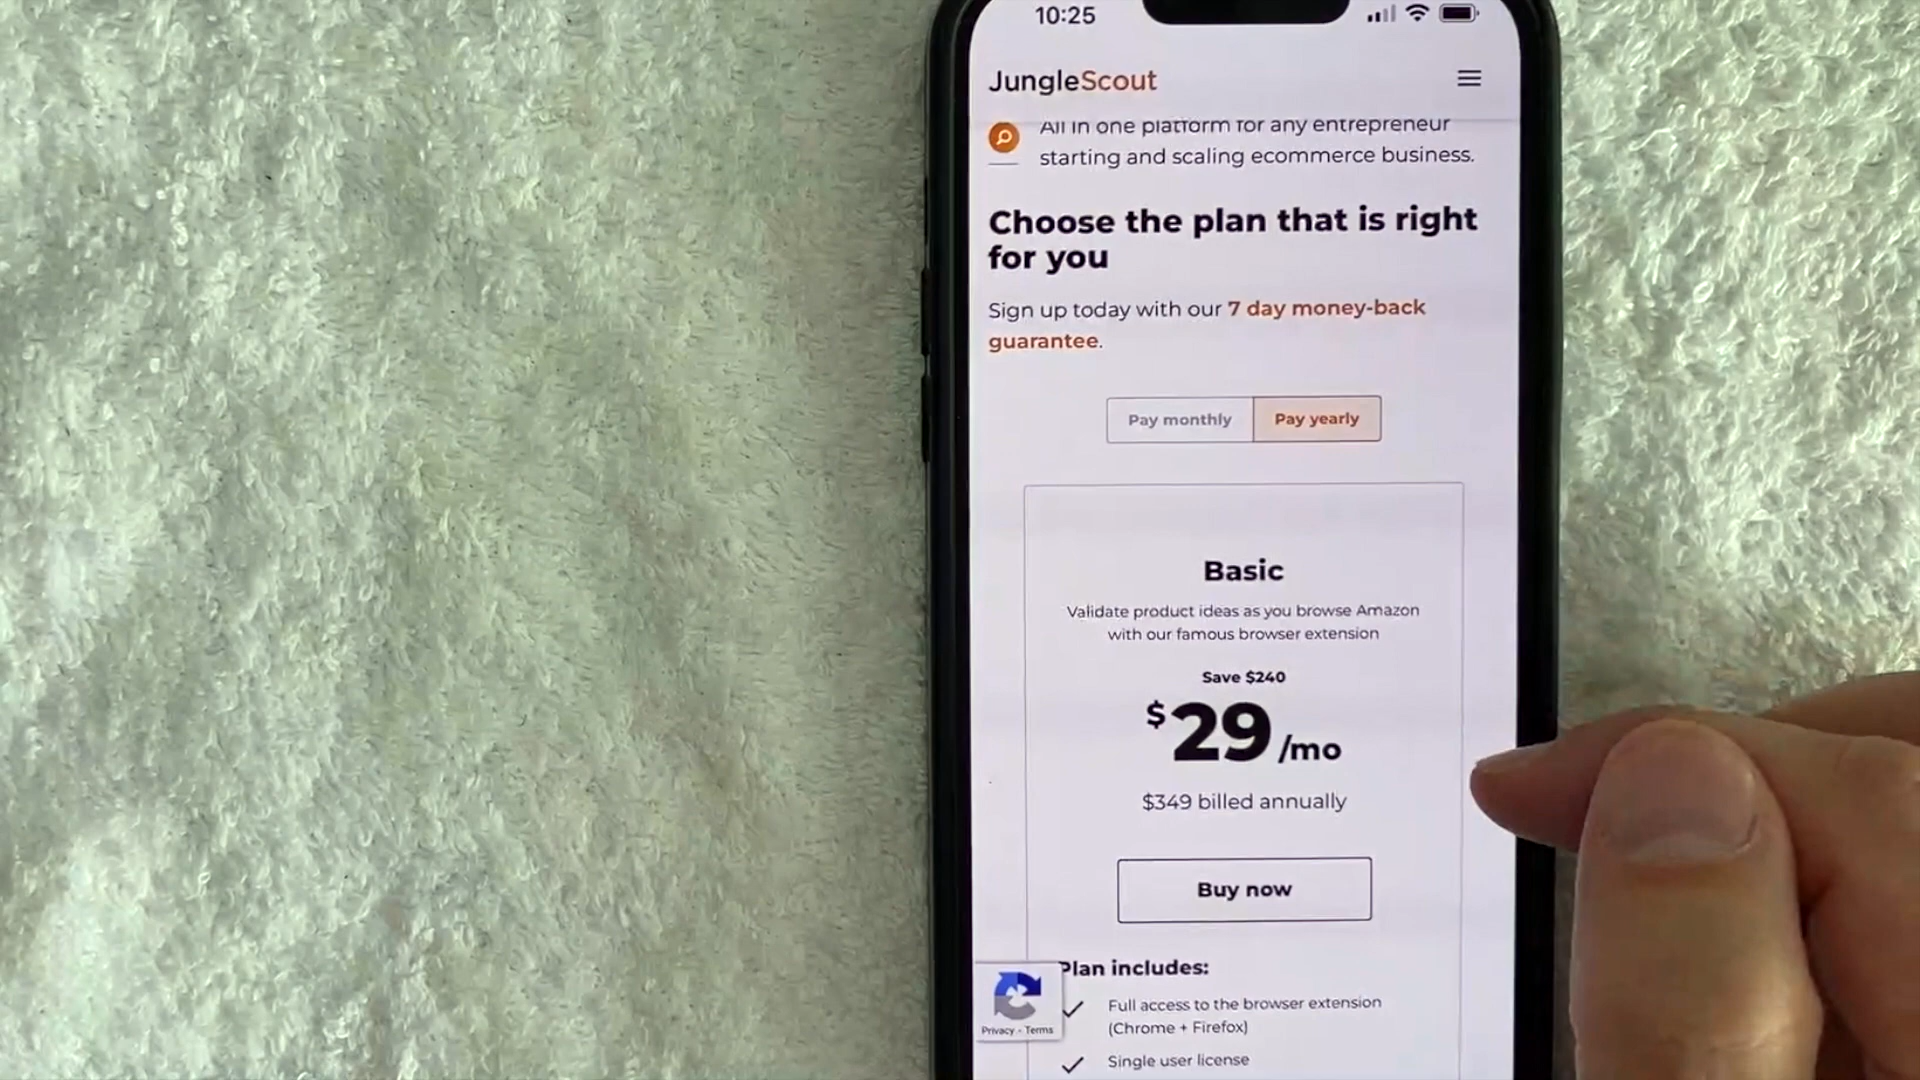 10:25
JungleScout
All in one platform for any entrepreneur
starting and scaling ecommerce business.
Choose the plan that is right
for you
Sign up today with our 7 day money-back
guarantee.
Pay monthly
Pay yearly
Basic
Validate product ideas as you browse Amazon
with our famous browser extension
Save $240
$29/mo
$349 billed annually
Buy now
Plan includes:
Full access to the browser extension
(Chrome + Firefox)
Single user license
Privacy - Terms